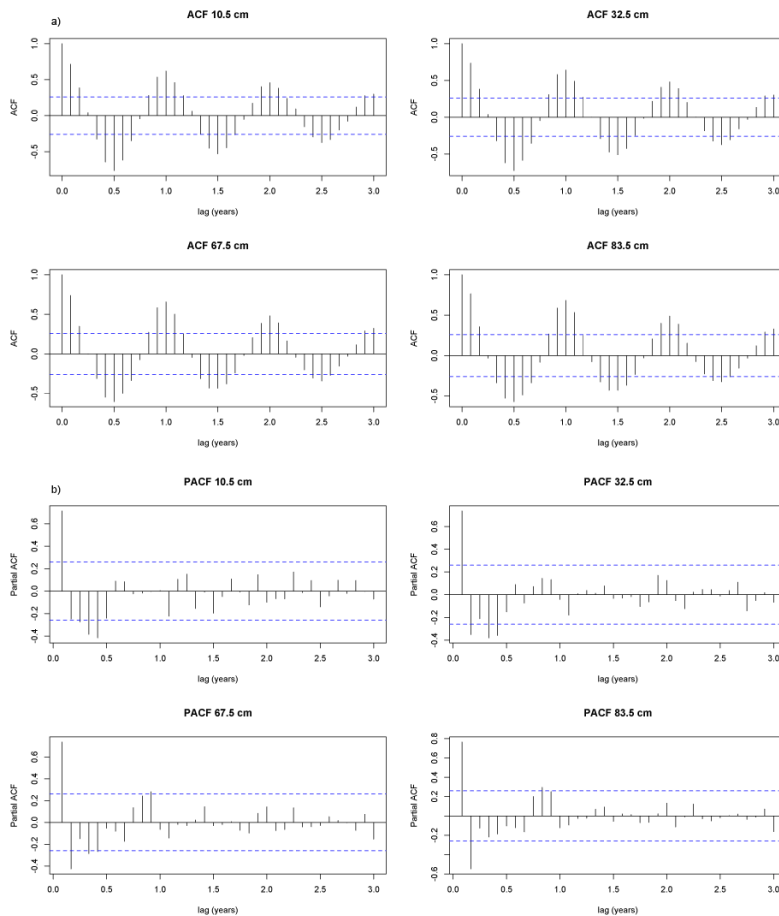 a)
ACF 10.5 cm
ACF
1.0
0.5
0.0
-0.5
0.0 0.5 1.0 1.5 2.0 2.5 3.0
lag (years)
ACF 32.5 cm
ACF
1.0
0.5
0.0
-0.5
0.0 0.5 1.0 1.5 2.0 2.5 3.0
lag (years)
ACF 67.5 cm
ACF
1.0
0.5
0.0
-0.5
0.0 0.5 1.0 1.5 2.0 2.5 3.0
lag (years)
ACF 83.5 cm
ACF
1.0
0.5
0.0
-0.5
0.0 0.5 1.0 1.5 2.0 2.5 3.0
lag (years)
b)
PACF 10.5 cm
Partial ACF
0.6
0.4
0.2
0.0
-0.2
-0.4
0.0 0.5 1.0 1.5 2.0 2.5 3.0
lag (years)
PACF 32.5 cm
Partial ACF
0.6
0.4
0.2
0.0
-0.2
-0.4
0.0 0.5 1.0 1.5 2.0 2.5 3.0
lag (years)
PACF 67.5 cm
Partial ACF
0.6
0.4
0.2
0.0
-0.2
-0.4
0.0 0.5 1.0 1.5 2.0 2.5 3.0
lag (years)
PACF 83.5 cm
Partial ACF
0.8
0.6
0.4
0.2
0.0
-0.2
-0.6
0.0 0.5 1.0 1.5 2.0 2.5 3.0
lag (years)